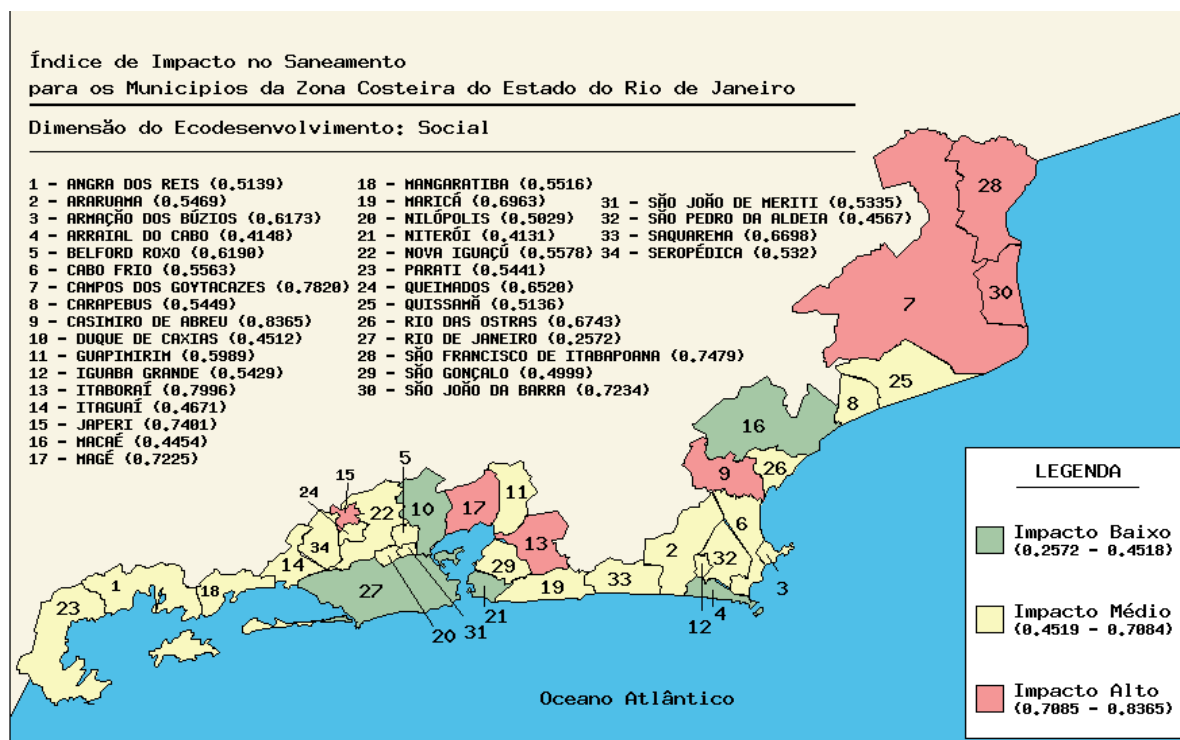 Índice de Impacto no Saneamento
para os Municipios da Zona Costeira do Estado do Rio de Janeiro
Dimensão do Ecodesenvolvimento: Social
1 - ANGRA DOS REIS (0.5139)
2 - ARARUAMA (0.5469)
3 - ARMAÇÃO DOS BÚZIOS (0.6173)
4 - ARRAIAL DO CABO (0.4148)
5 - BELFORD ROXO (0.6190)
6 - CABO FRIO (0.5563)
7 - CAMPOS DOS GOYTACAZES (0.7820)
8 - CARAPEBUS (0.5449)
9 - CASIMIRO DE ABREU (0.8365)
10 - DUQUE DE CAXIAS (0.4512)
11 - GUAPIMIRIM (0.5989)
12 - IGUABA GRANDE (0.5429)
13 - ITABORAÍ (0.7996)
14 - ITAGUAÍ (0.4671)
15 - JAPERI (0.7401)
16 - MACAÉ (0.4454)
17 - MAGÉ (0.7225)
18 - MANGARATIBA (0.5516)
19 - MARICÁ (0.6963)
20 - NILÓPOLIS (0.5029)
21 - NITERÓI (0.4131)
22 - NOVA IGUAÇÚ (0.5578)
23 - PARATI (0.5441)
24 - QUEIMADOS (0.6520)
25 - QUISSAMÃ (0.5136)
26 - RIO DAS OSTRAS (0.6743)
27 - RIO DE JANEIRO (0.2572)
28 - SÃO FRANCISCO DE ITABAPOANA (0.7479)
29 - SÃO GONÇALO (0.4999)
30 - SÃO JOÃO DA BARRA (0.7234)
31 - SÃO JOÃO DE MERITI (0.5335)
32 - SÃO PEDRO DA ALDEIA (0.4567)
33 - SAQUAREMA (0.6698)
34 - SEROPÉDICA (0.532)
28
30
7
25
8
16
26
9
6
5
15
24
22
10
17
11
13
34
14
2
32
29
19
33
3
1
18
23
27
21
4
12
20
31
Oceano Atlântico
LEGENDA
Impacto Baixo
(0.2572 - 0.4518)
Impacto Médio
(0.4519 - 0.7084)
Impacto Alto
(0.7085 - 0.8365)